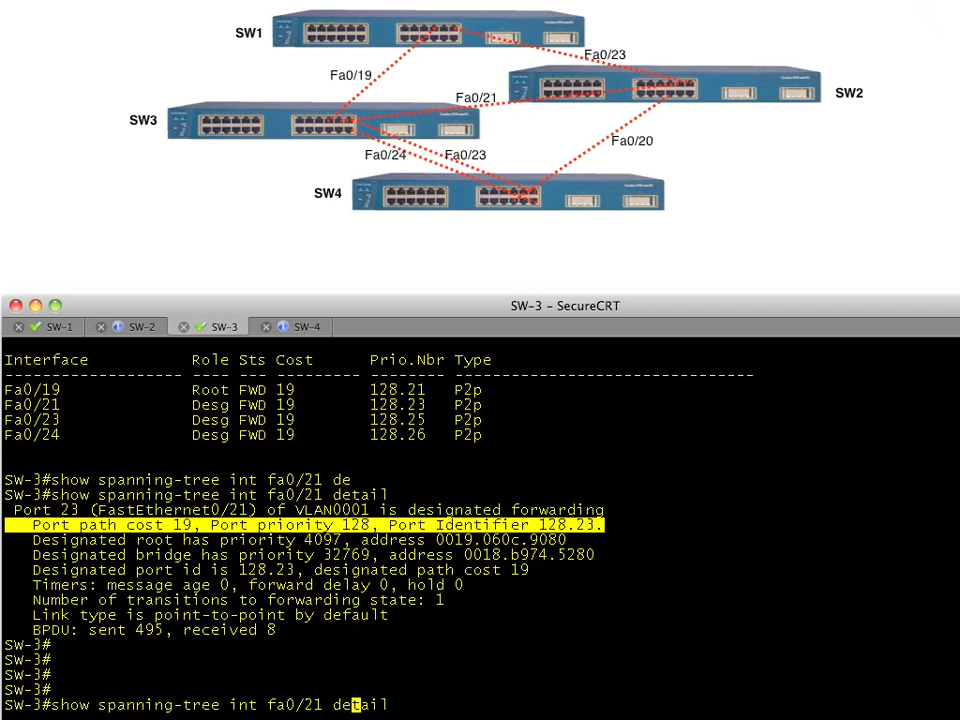 SW1
Fa0/23
Fa0/19
SW2
Fa0/21
SW3
Fa0/20
Fa0/24
Fa0/23
SW4
SW-3 – SecureCRT
SW-1
SW-2
SW-3
SW-4
Interface Role Sts Cost Prio.Nbr Type
------------------- ---- --- --------- -------- --------------------------------
Fa0/19 Root FWD 19 128.21 P2p
Fa0/21 Desg FWD 19 128.23 P2p
Fa0/23 Desg FWD 19 128.25 P2p
Fa0/24 Desg FWD 19 128.26 P2p
SW-3#show spanning-tree int fa0/21 de
SW-3#show spanning-tree int fa0/21 detail
Port 23 (FastEthernet0/21) of VLAN0001 is designated forwarding
Port path cost 19, Port priority 128, Port Identifier 128.23.
Designated root has priority 4097, address 0019.060c.9080
Designated bridge has priority 32769, address 0018.b974.5280
Designated port id is 128.23, designated path cost 19
Timers: message age 0, forward delay 0, hold 0
Number of transitions to forwarding state: 1
Link type is point-to-point by default
BPDU: sent 495, received 8
SW-3#
SW-3#
SW-3#
SW-3#
SW-3#show spanning-tree int fa0/21 detail